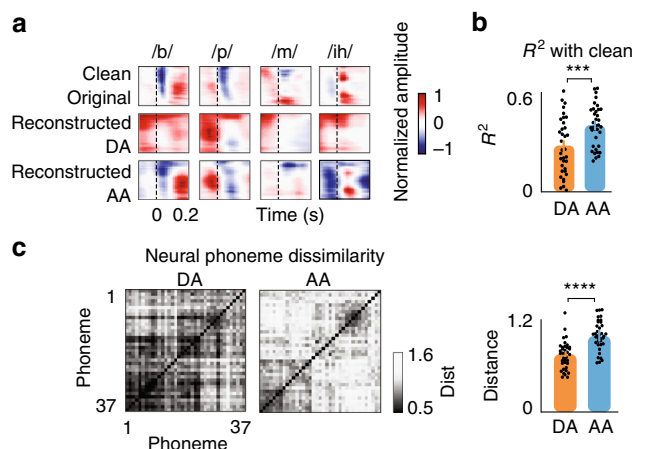 a
/b/ /p/ /m/ /ih/
Clean
Original
Reconstructed
DA
Reconstructed
AA
0 0.2 Time (s)
Normalized amplitude
1
0
−1
b
R² with clean
***
0.6
R²
0
DA AA
c
Neural phoneme dissimilarity
DA AA
1
Phoneme
37
1 37
Phoneme
1.6
Dist
0.5
****
1.2
Distance
0
DA AA